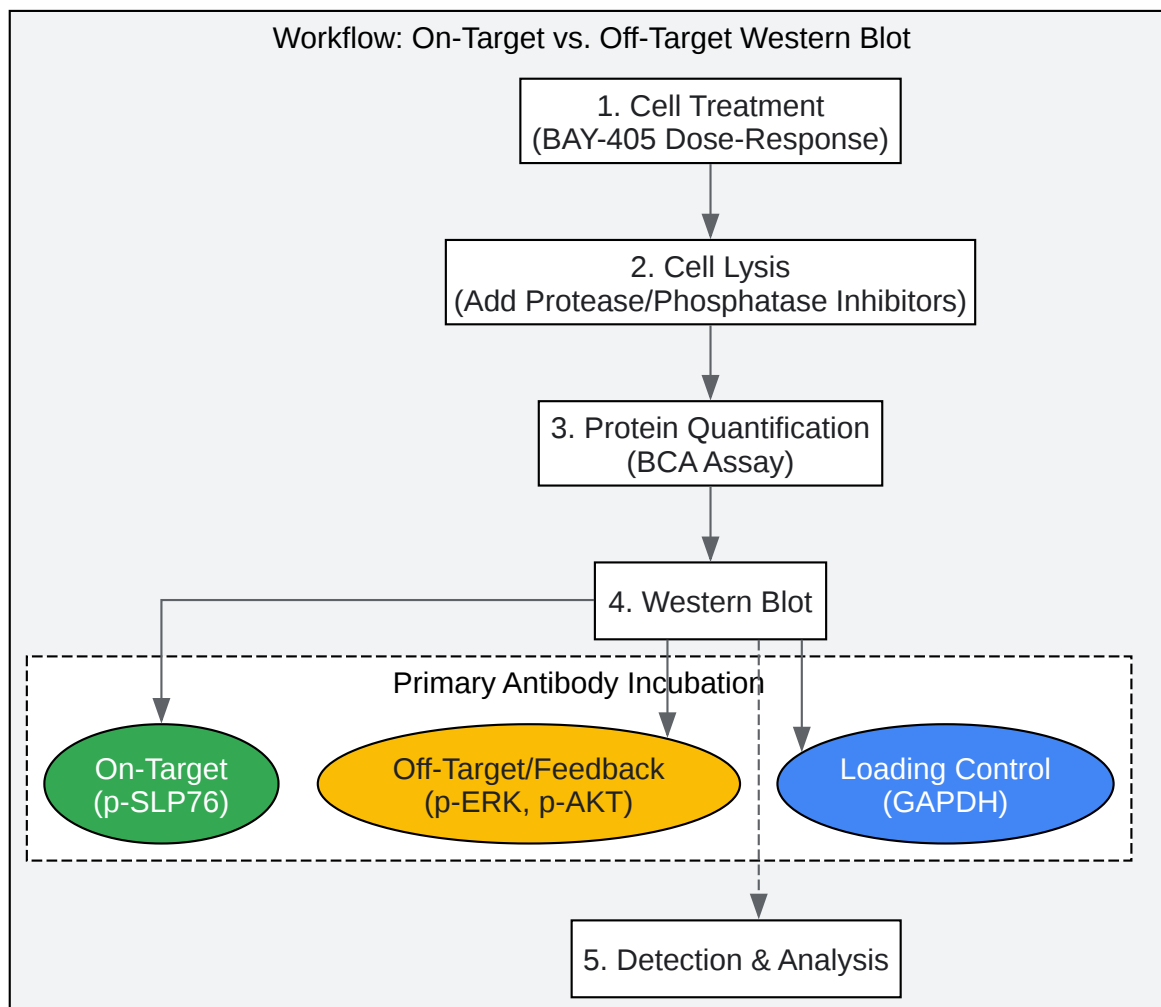 Workflow: On-Target vs. Off-Target Western Blot
1. Cell Treatment
(BAY-405 Dose-Response)
2. Cell Lysis
(Add Protease/Phosphatase Inhibitors)
3. Protein Quantification
(BCA Assay)
4. Western Blot
Primary Antibody Incubation
On-Target
(p-SLP76)
Off-Target/Feedback
(p-ERK, p-AKT)
Loading Control
(GAPDH)
5. Detection & Analysis